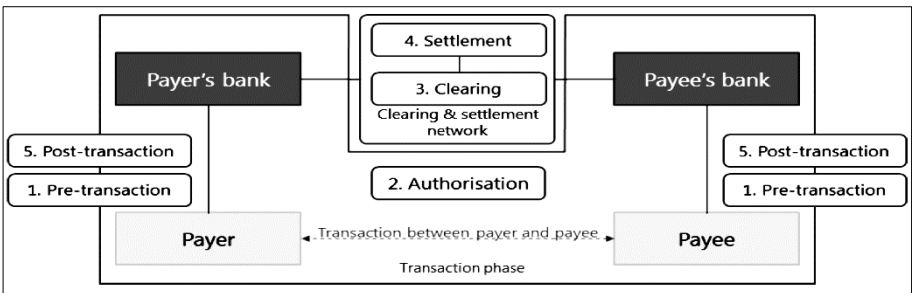 4. Settlement
Payer's bank
Payee's bank
3. Clearing
Clearing & settlement
network
5. Post-transaction
5. Post-transaction
1. Pre-transaction
2. Authorisation
1. Pre-transaction
Payer
Transaction between payer and payee
Payee
Transaction phase